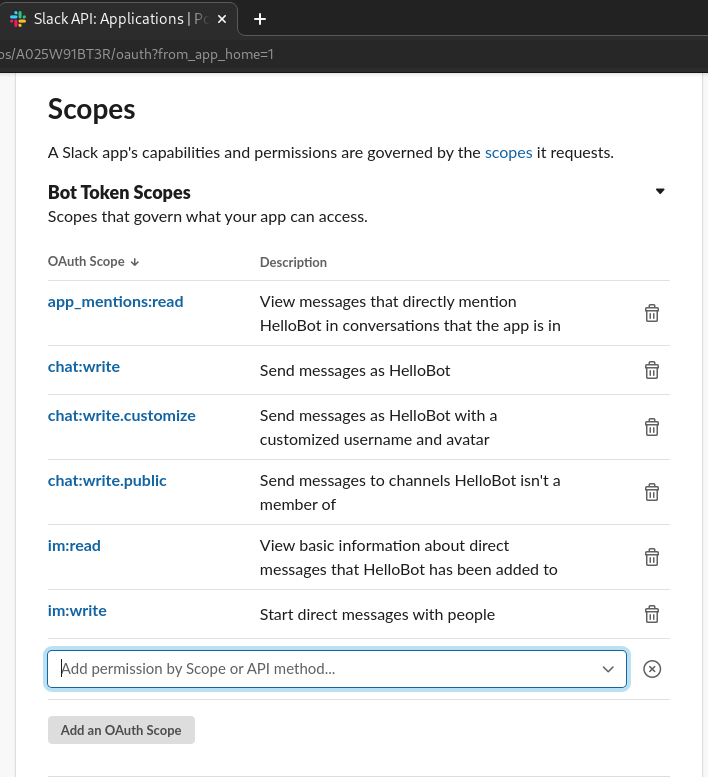 Slack API: Applications | Po
os/A025W91BT3R/oauth?from_app_home=1
Scopes
A Slack app's capabilities and permissions are governed by the scopes it requests.
Bot Token Scopes
Scopes that govern what your app can access.
OAuth Scope
Description
app_mentions:read
View messages that directly mention
HelloBot in conversations that the app is in
chat:write
Send messages as HelloBot
chat:write.customize
Send messages as HelloBot with a
customized username and avatar
chat:write.public
Send messages to channels HelloBot isn't a
member of
im:read
View basic information about direct
messages that HelloBot has been added to
im:write
Start direct messages with people
Add permission by Scope or API method...
Add an OAuth Scope